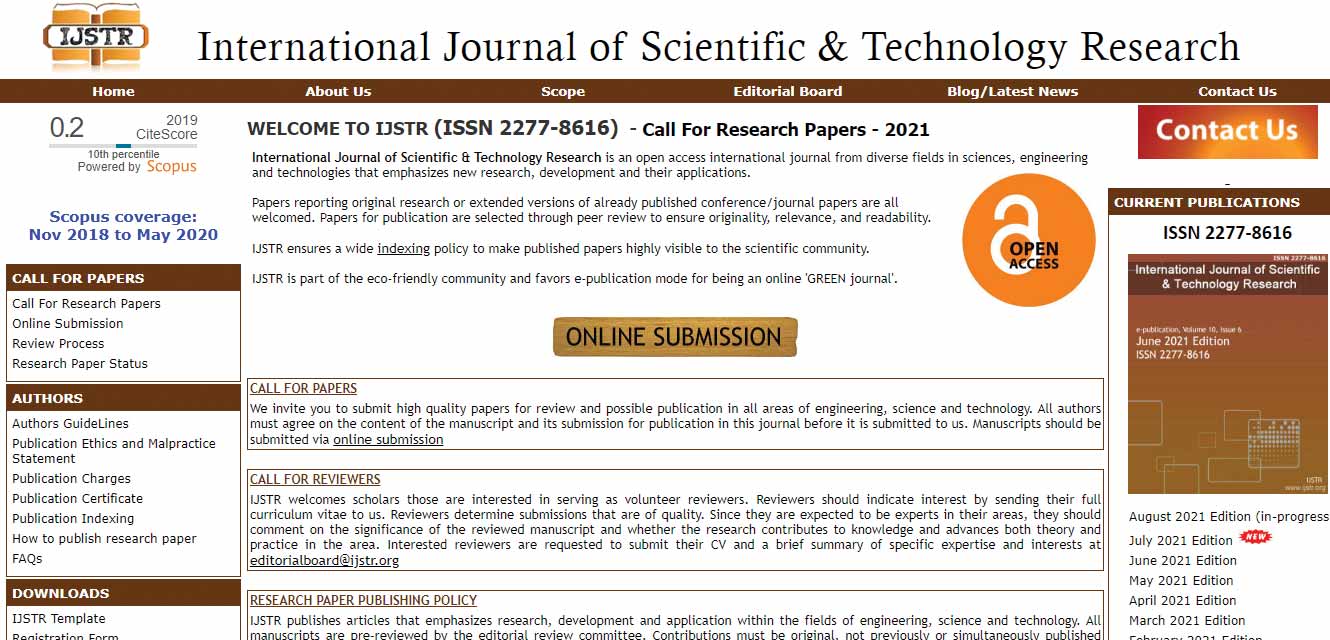 IJSTR
International Journal of Scientific & Technology Research
Home About Us Scope Editorial Board Blog/Latest News Contact Us
0.2 2019
CiteScore
10th percentile
Powered by Scopus
Scopus coverage:
Nov 2018 to May 2020
CALL FOR PAPERS
Call For Research Papers
Online Submission
Review Process
Research Paper Status
AUTHORS
Authors GuideLines
Publication Ethics and Malpractice
Statement
Publication Charges
Publication Certificate
Publication Indexing
How to publish research paper
FAQs
DOWNLOADS
IJSTR Template
Registration Form
WELCOME TO IJSTR (ISSN 2277-8616) - Call For Research Papers - 2021
International Journal of Scientific & Technology Research is an open access international journal from diverse fields in sciences, engineering
and technologies that emphasizes new research, development and their applications.
Papers reporting original research or extended versions of already published conference/journal papers are all
welcomed. Papers for publication are selected through peer review to ensure originality, relevance, and readability.
IJSTR ensures a wide indexing policy to make published papers highly visible to the scientific community.
IJSTR is part of the eco-friendly community and favors e-publication mode for being an online 'GREEN journal'.
OPEN
ACCESS
ONLINE SUBMISSION
CALL FOR PAPERS
We invite you to submit high quality papers for review and possible publication in all areas of engineering, science and technology. All authors
must agree on the content of the manuscript and its submission for publication in this journal before it is submitted to us. Manuscripts should be
submitted via online submission
CALL FOR REVIEWERS
IJSTR welcomes scholars those are interested in serving as volunteer reviewers. Reviewers should indicate interest by sending their full
curriculum vitae to us. Reviewers determine submissions that are of quality. Since they are expected to be experts in their areas, they should
comment on the significance of the reviewed manuscript and whether the research contributes to knowledge and advances both theory and
practice in the area. Interested reviewers are requested to submit their CV and a brief summary of specific expertise and interests at
editorialboard@ijstr.org
RESEARCH PAPER PUBLISHING POLICY
IJSTR publishes articles that emphasizes research, development and application within the fields of engineering, science and technology. All
manuscripts are pre-reviewed by the editorial review committee. Contributions must be original, not previously or simultaneously published
Contact Us
-
CURRENT PUBLICATIONS
ISSN 2277-8616
ISSN 2277-8616
International Journal of Scientific
& Technology Research
e-publication, Volume 10, Issue 6
June 2021 Edition
ISSN 2277-8616
IJSTR
www.ijstr.org
August 2021 Edition (in-progress
July 2021 Edition NEW
June 2021 Edition
May 2021 Edition
April 2021 Edition
March 2021 Edition
February 2021 Edition